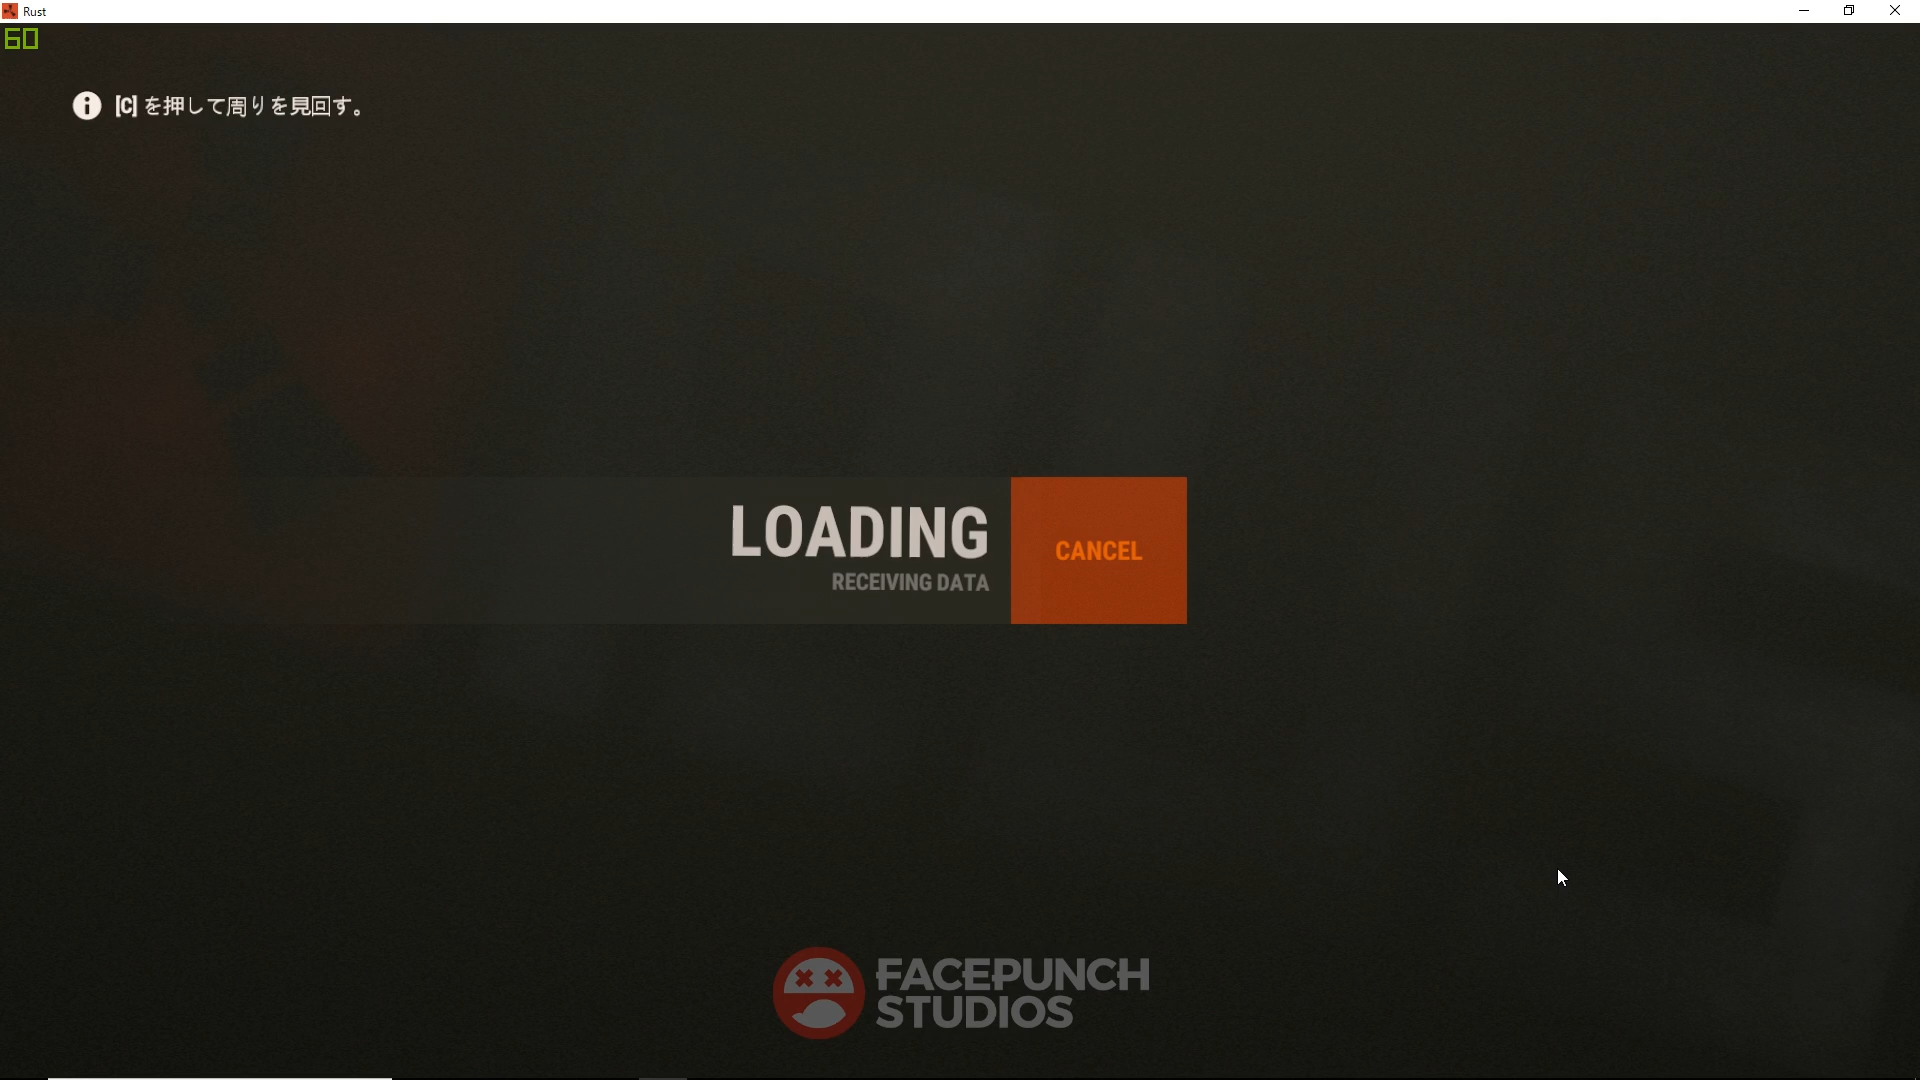 Rust
60
[C] を押して周りを見回す。
LOADING
RECEIVING DATA
CANCEL
FACEPUNCH
STUDIOS